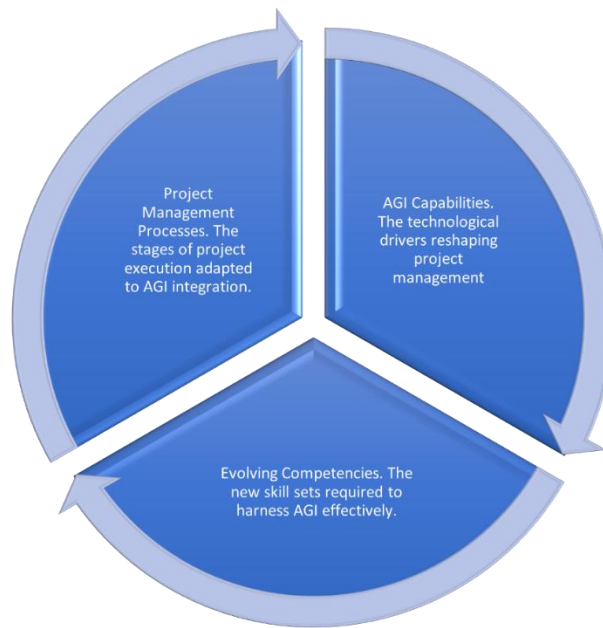 Project
Management
Processes. The
stages of project
execution adapted
to AGI integration.
AGI Capabilities.
The technological
drivers reshaping
project
management
Evolving Competencies. The
new skill sets required to
harness AGI effectively.